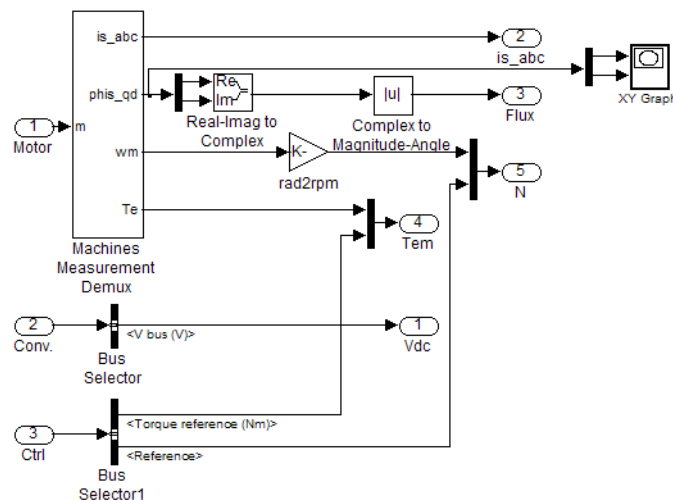 is_abc
2
is_abc
phis_qd
Re
Im
Real-Imag to
Complex
|u|
Complex to
Magnitude-Angle
3
Flux
XY Graph
1
Motor
m
wm
K-
rad2rpm
5
N
Te
4
Tem
Machines
Measurement
Demux
2
Conv.
<V bus (V)>
Bus
Selector
1
Vdc
3
Ctrl
<Torque reference (Nm)>
<Reference>
Bus
Selector1